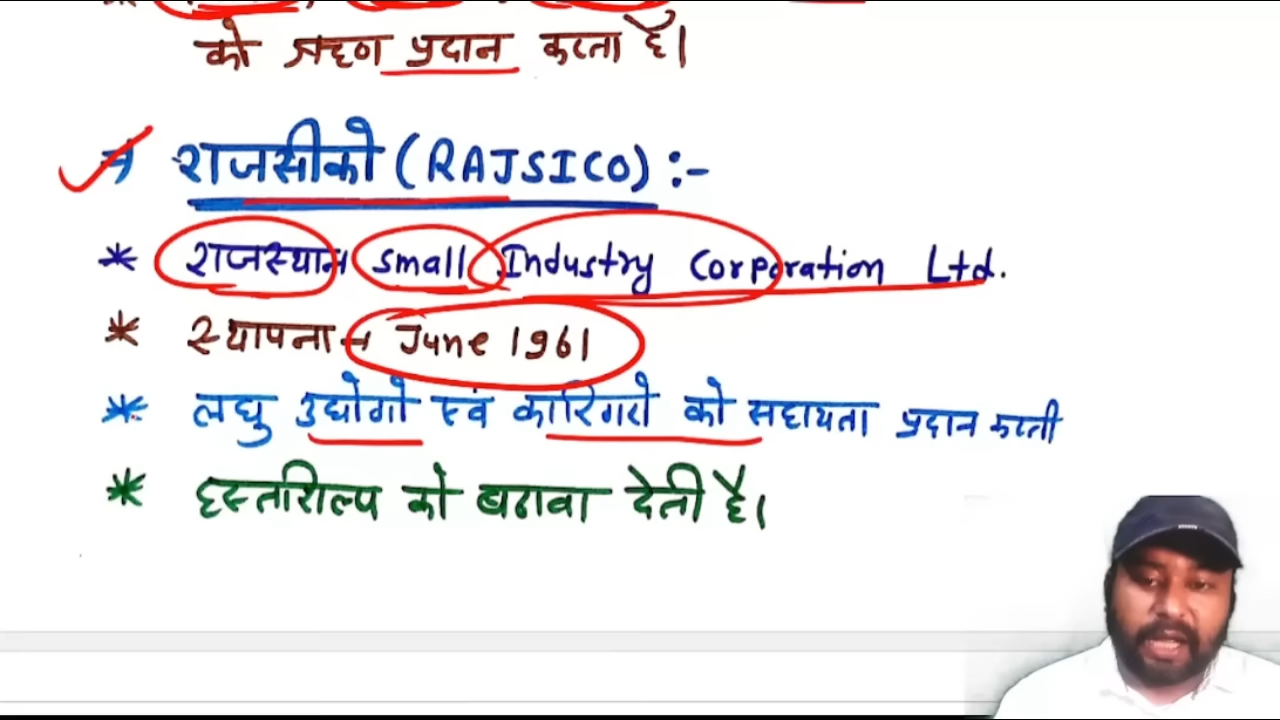 को ऋण प्रदान करता है।
→ राजसीको (RAJSICO) :-
* राजस्थान Small Industry Corporation Ltd.
* स्थापना → June 1961
* लघु उद्योगो एवं कारिगरो को सहायता प्रदान करती
* हस्तशिल्प को बढावा देती है।